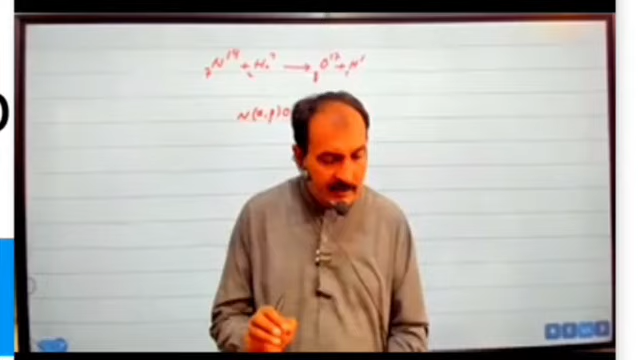 ₇N¹⁴ + ₂He⁴ ⟶ ₈O¹⁷ + ₁H¹
N(α,p)O